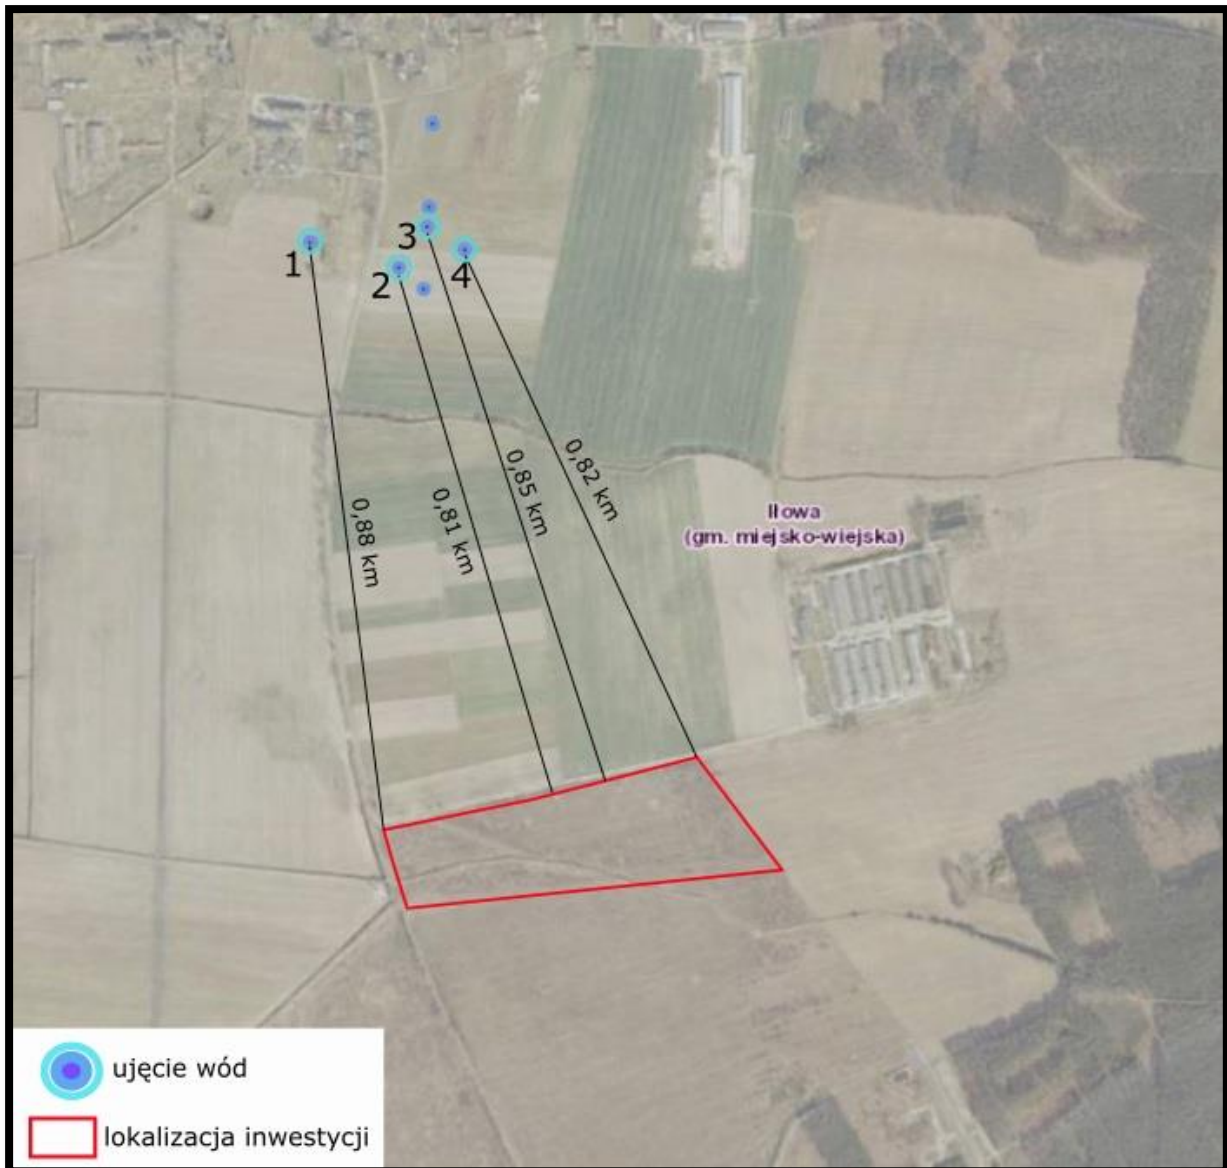 1
2
3
4
0,88 km
0,81 km
0,85 km
0,82 km
Iłowa
(gm. miejsko-wiejska)
ujęcie wód
lokalizacja inwestycji